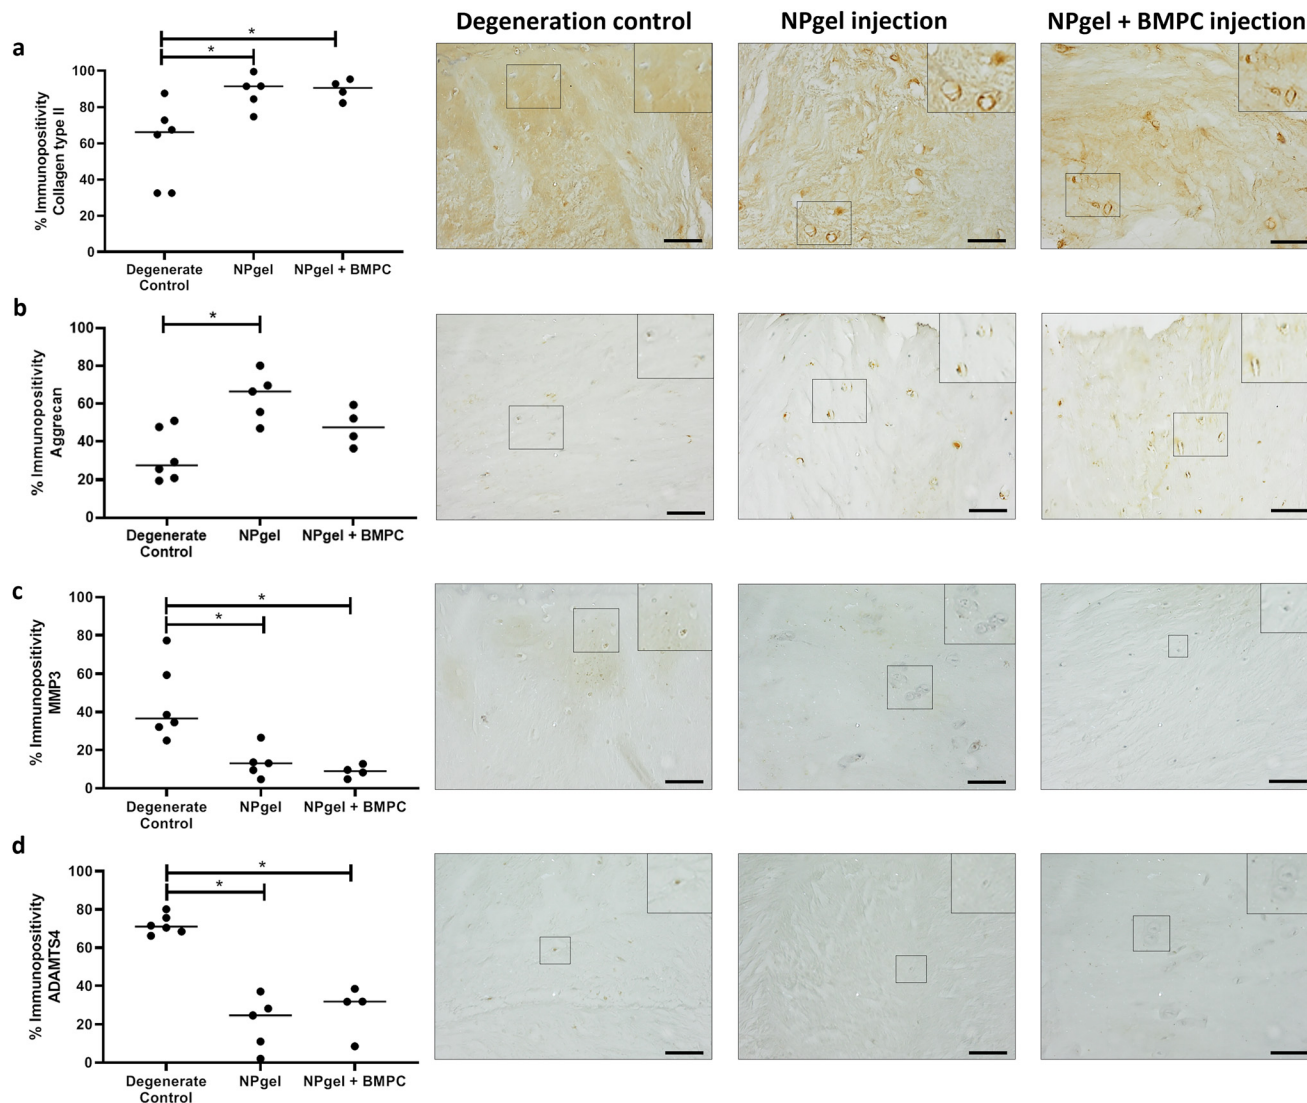 Degeneration control
NPgel injection
NPgel + BMPC injection
a
*
*
% Immunopositivity
Collagen type II
100
80
60
40
20
0
Degenerate
Control
NPgel
NPgel + BMPC
b
*
% Immunopositivity
Aggrecan
100
80
60
40
20
0
Degenerate
Control
NPgel
NPgel + BMPC
c
*
*
% Immunopositivity
MMP3
100
80
60
40
20
0
Degenerate
Control
NPgel
NPgel + BMPC
d
*
*
% Immunopositivity
ADAMTS4
100
80
60
40
20
0
Degenerate
Control
NPgel
NPgel + BMPC